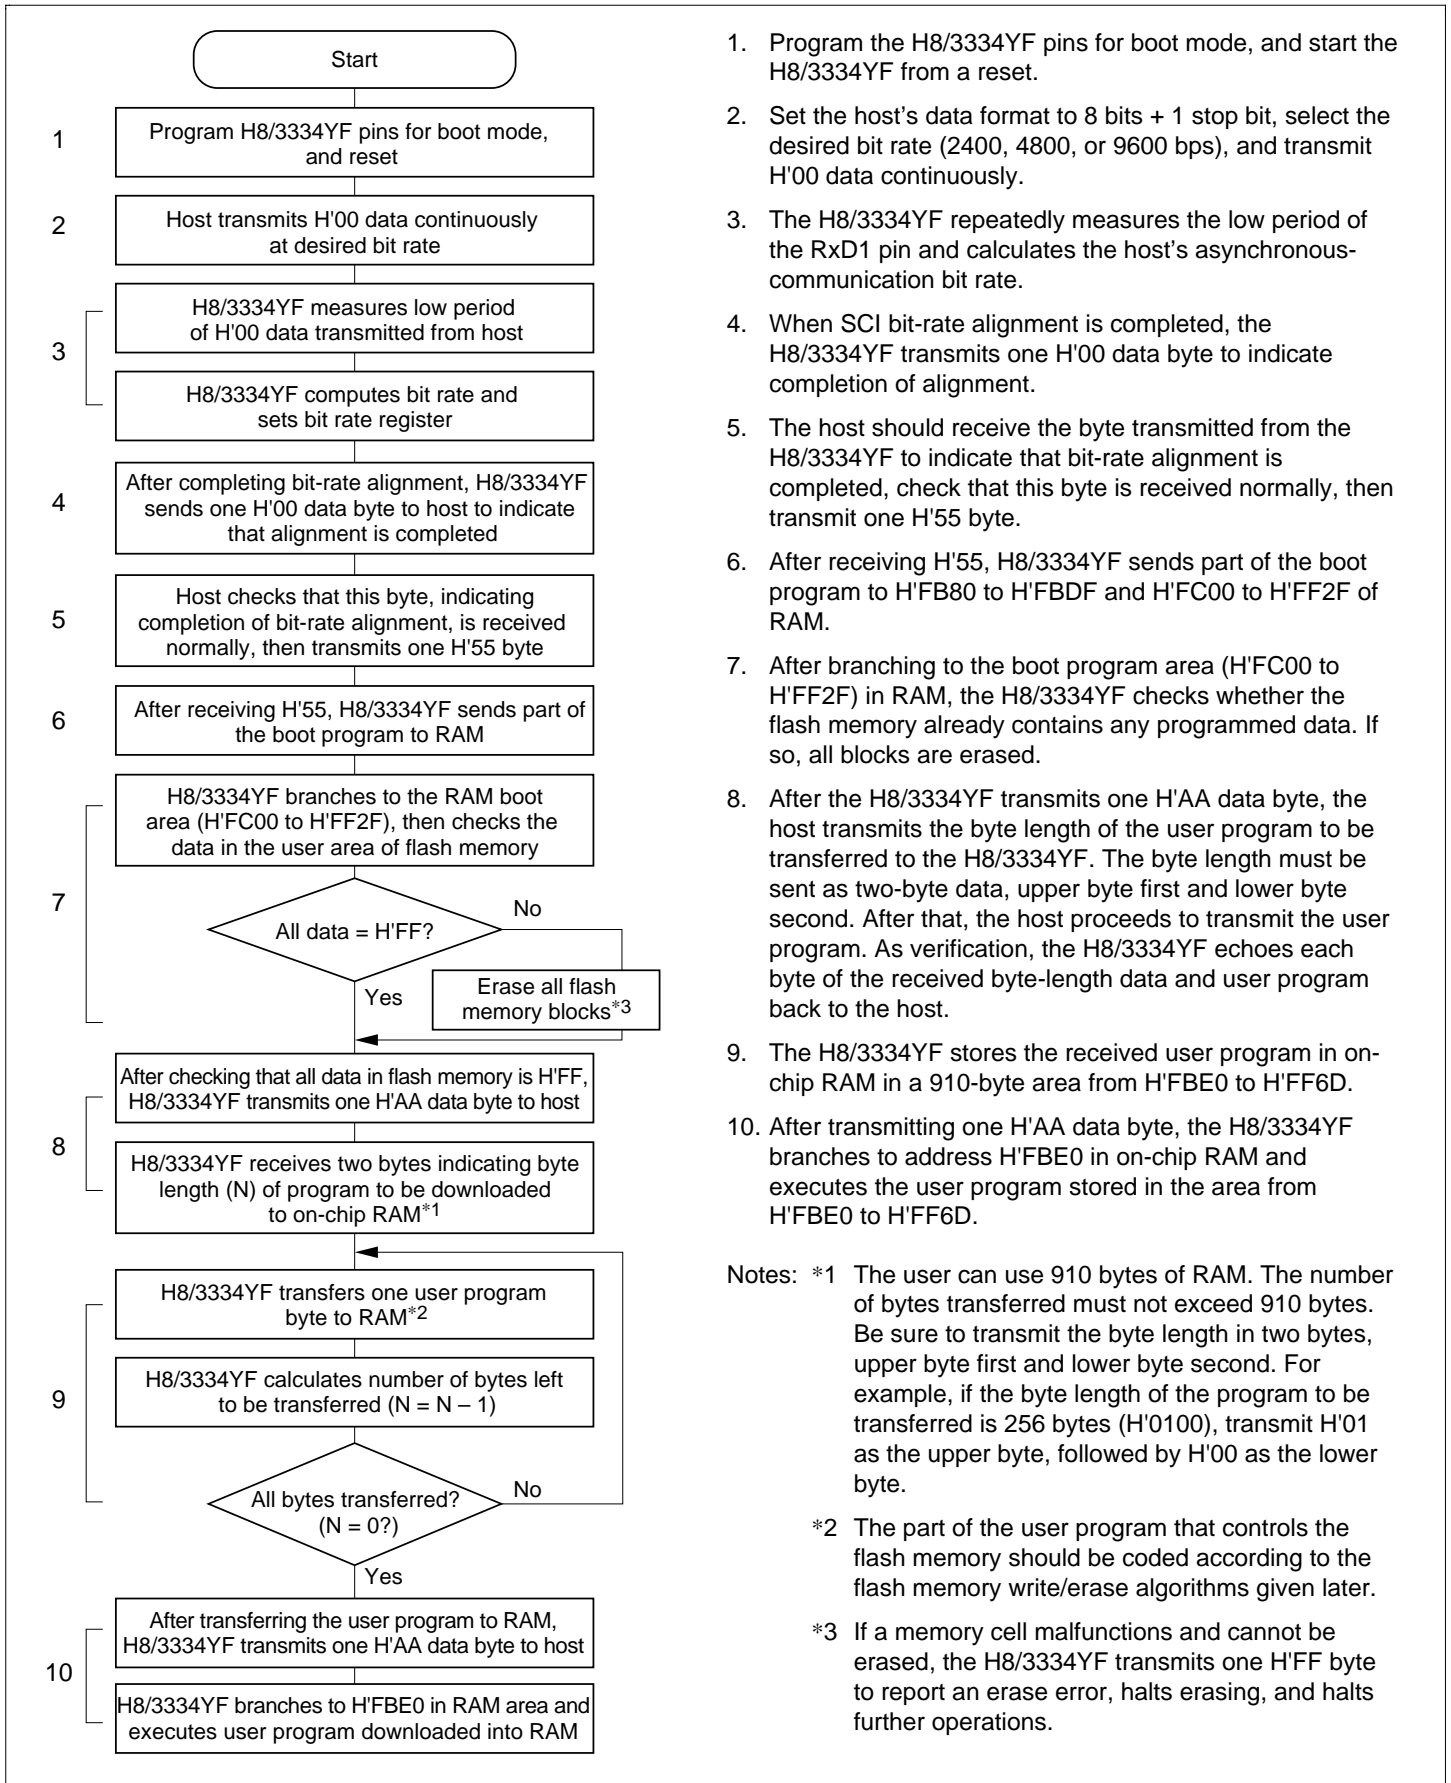 Start
1
Program H8/3334YF pins for boot mode,
and reset
2
Host transmits H'00 data continuously
at desired bit rate
3
H8/3334YF measures low period
of H'00 data transmitted from host
H8/3334YF computes bit rate and
sets bit rate register
4
After completing bit-rate alignment, H8/3334YF
sends one H'00 data byte to host to indicate
that alignment is completed
5
Host checks that this byte, indicating
completion of bit-rate alignment, is received
normally, then transmits one H'55 byte
6
After receiving H'55, H8/3334YF sends part of
the boot program to RAM
7
H8/3334YF branches to the RAM boot
area (H'FC00 to H'FF2F), then checks the
data in the user area of flash memory
All data = H'FF?
No
Yes
Erase all flash
memory blocks*3
8
After checking that all data in flash memory is H'FF,
H8/3334YF transmits one H'AA data byte to host
H8/3334YF receives two bytes indicating byte
length (N) of program to be downloaded
to on-chip RAM*1
9
H8/3334YF transfers one user program
byte to RAM*2
H8/3334YF calculates number of bytes left
to be transferred (N = N – 1)
All bytes transferred?
(N = 0?)
No
Yes
10
After transferring the user program to RAM,
H8/3334YF transmits one H'AA data byte to host
H8/3334YF branches to H'FBE0 in RAM area and
executes user program downloaded into RAM
1. Program the H8/3334YF pins for boot mode, and start the
H8/3334YF from a reset.
2. Set the host's data format to 8 bits + 1 stop bit, select the
desired bit rate (2400, 4800, or 9600 bps), and transmit
H'00 data continuously.
3. The H8/3334YF repeatedly measures the low period of
the RxD1 pin and calculates the host's asynchronous-
communication bit rate.
4. When SCI bit-rate alignment is completed, the
H8/3334YF transmits one H'00 data byte to indicate
completion of alignment.
5. The host should receive the byte transmitted from the
H8/3334YF to indicate that bit-rate alignment is
completed, check that this byte is received normally, then
transmit one H'55 byte.
6. After receiving H'55, H8/3334YF sends part of the boot
program to H'FB80 to H'FBDF and H'FC00 to H'FF2F of
RAM.
7. After branching to the boot program area (H'FC00 to
H'FF2F) in RAM, the H8/3334YF checks whether the
flash memory already contains any programmed data. If
so, all blocks are erased.
8. After the H8/3334YF transmits one H'AA data byte, the
host transmits the byte length of the user program to be
transferred to the H8/3334YF. The byte length must be
sent as two-byte data, upper byte first and lower byte
second. After that, the host proceeds to transmit the user
program. As verification, the H8/3334YF echoes each
byte of the received byte-length data and user program
back to the host.
9. The H8/3334YF stores the received user program in on-
chip RAM in a 910-byte area from H'FBE0 to H'FF6D.
10. After transmitting one H'AA data byte, the H8/3334YF
branches to address H'FBE0 in on-chip RAM and
executes the user program stored in the area from
H'FBE0 to H'FF6D.
Notes: *1 The user can use 910 bytes of RAM. The number
of bytes transferred must not exceed 910 bytes.
Be sure to transmit the byte length in two bytes,
upper byte first and lower byte second. For
example, if the byte length of the program to be
transferred is 256 bytes (H'0100), transmit H'01
as the upper byte, followed by H'00 as the lower
byte.
*2 The part of the user program that controls the
flash memory should be coded according to the
flash memory write/erase algorithms given later.
*3 If a memory cell malfunctions and cannot be
erased, the H8/3334YF transmits one H'FF byte
to report an erase error, halts erasing, and halts
further operations.